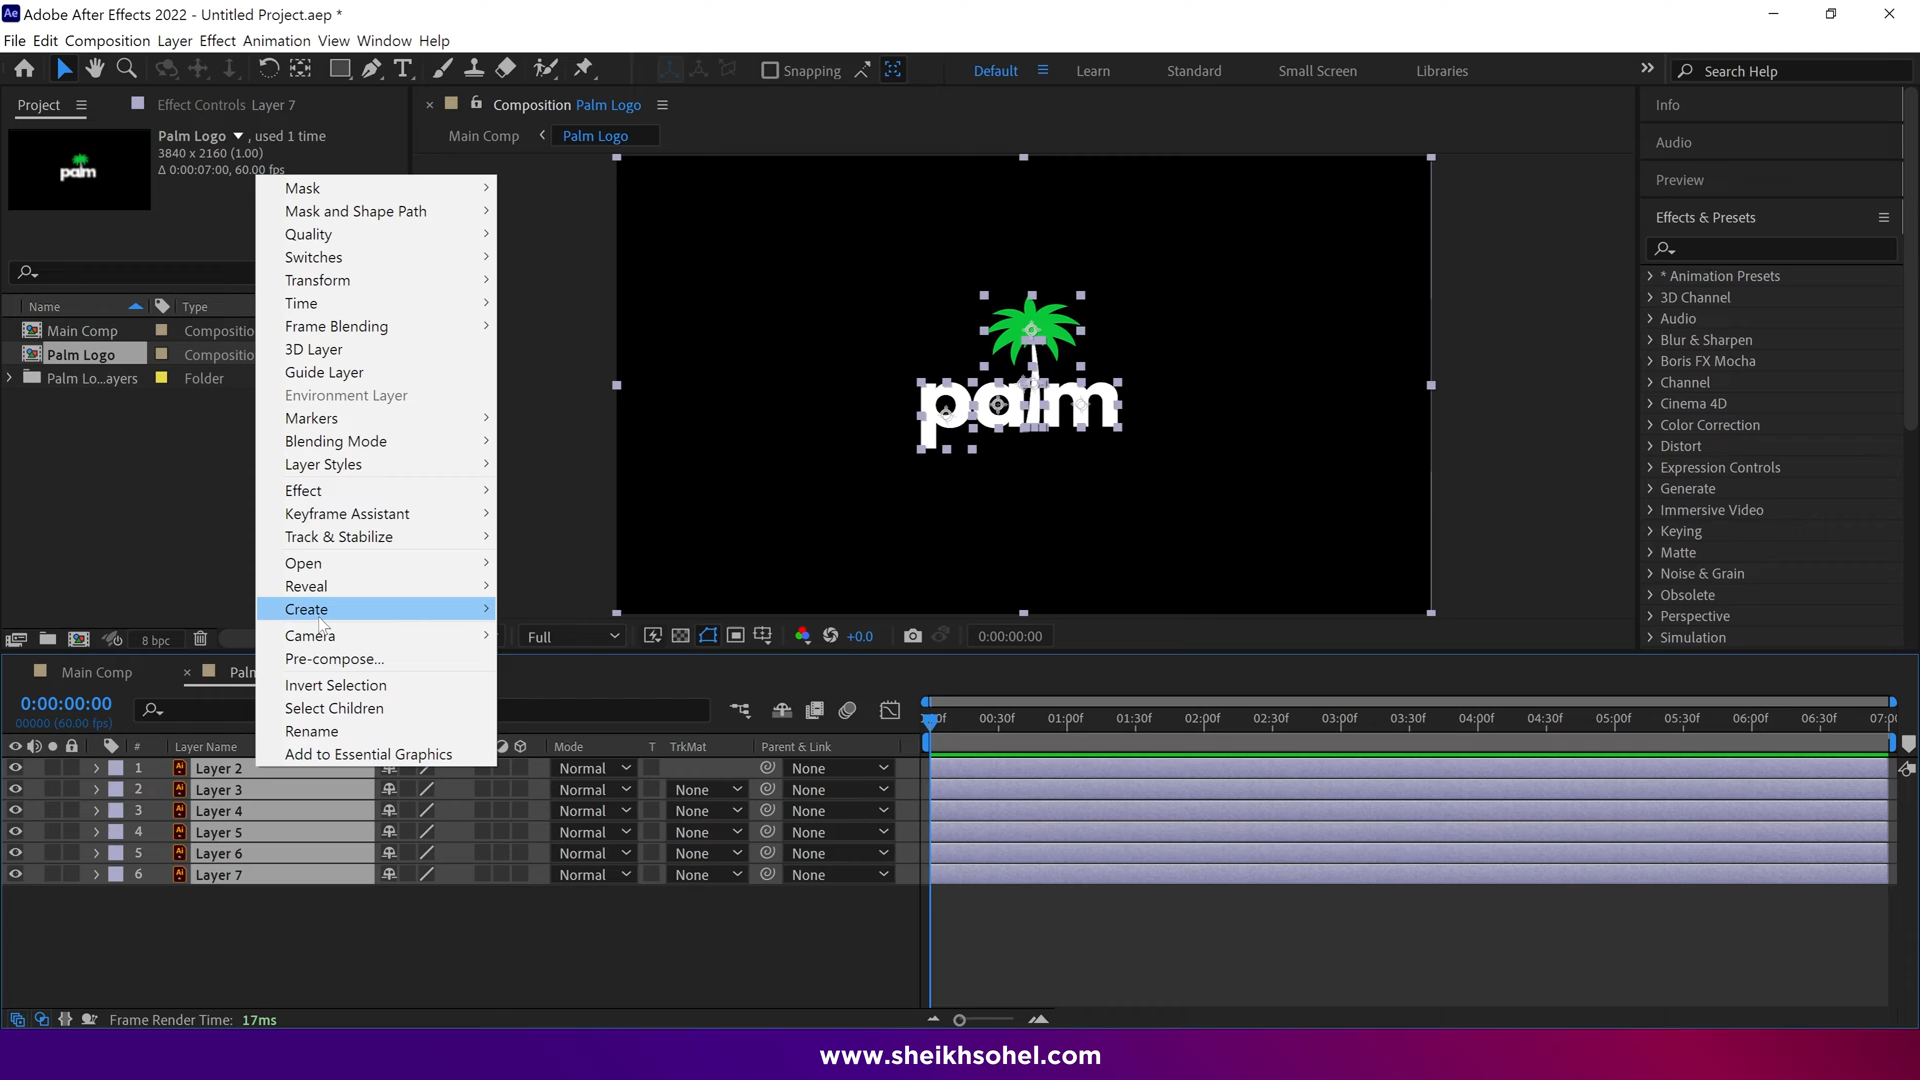 Adobe After Effects 2022 - Untitled Project.aep *
File Edit Composition Layer Effect Animation View Window Help
Snapping
Default
Learn
Standard
Small Screen
Libraries
Search Help
Project
Effect Controls Layer 7
Composition Palm Logo
Main Comp
Palm Logo
Palm Logo , used 1 time
3840 x 2160 (1.00)
Δ 0:00:07:00, 60.00 fps
palm
Name
Type
Main Comp Compositio
Palm Logo Compositio
Palm Lo...ayers Folder
8 bpc
Mask
Mask and Shape Path
Quality
Switches
Transform
Time
Frame Blending
3D Layer
Guide Layer
Environment Layer
Markers
Blending Mode
Layer Styles
Effect
Keyframe Assistant
Track & Stabilize
Open
Reveal
Create
Camera
Pre-compose...
Invert Selection
Select Children
Rename
Add to Essential Graphics
palm
Full
+0.0
0:00:00:00
Info
Audio
Preview
Effects & Presets
* Animation Presets
3D Channel
Audio
Blur & Sharpen
Boris FX Mocha
Channel
Cinema 4D
Color Correction
Distort
Expression Controls
Generate
Immersive Video
Keying
Matte
Noise & Grain
Obsolete
Perspective
Simulation
Main Comp
Palm
0:00:00:00
00000 (60.00 fps)
00:30f 01:00f 01:30f 02:00f 02:30f 03:00f 03:30f 04:00f 04:30f 05:00f 05:30f 06:00f 06:30f 07:00
# Layer Name Mode T TrkMat Parent & Link
1 Layer 2 Normal None
2 Layer 3 Normal None None
3 Layer 4 Normal None None
4 Layer 5 Normal None None
5 Layer 6 Normal None None
6 Layer 7 Normal None None
Frame Render Time: 17ms
www.sheikhsohel.com